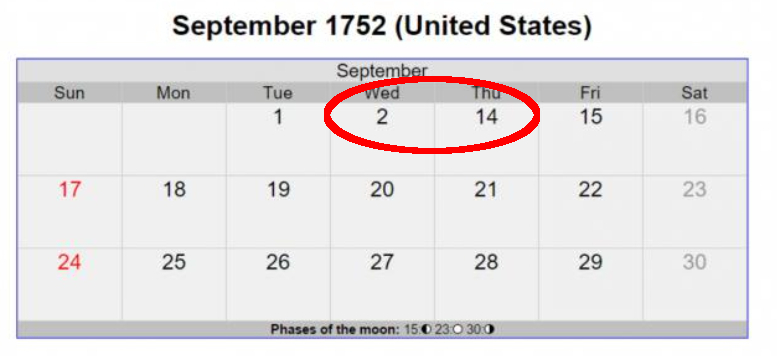 September 1752 (United States)
September
Sun Mon Tue Wed Thu Fri Sat
1 2 14 15 16
17 18 19 20 21 22 23
24 25 26 27 28 29 30
Phases of the moon: 15:◐ 23:○ 30:◑